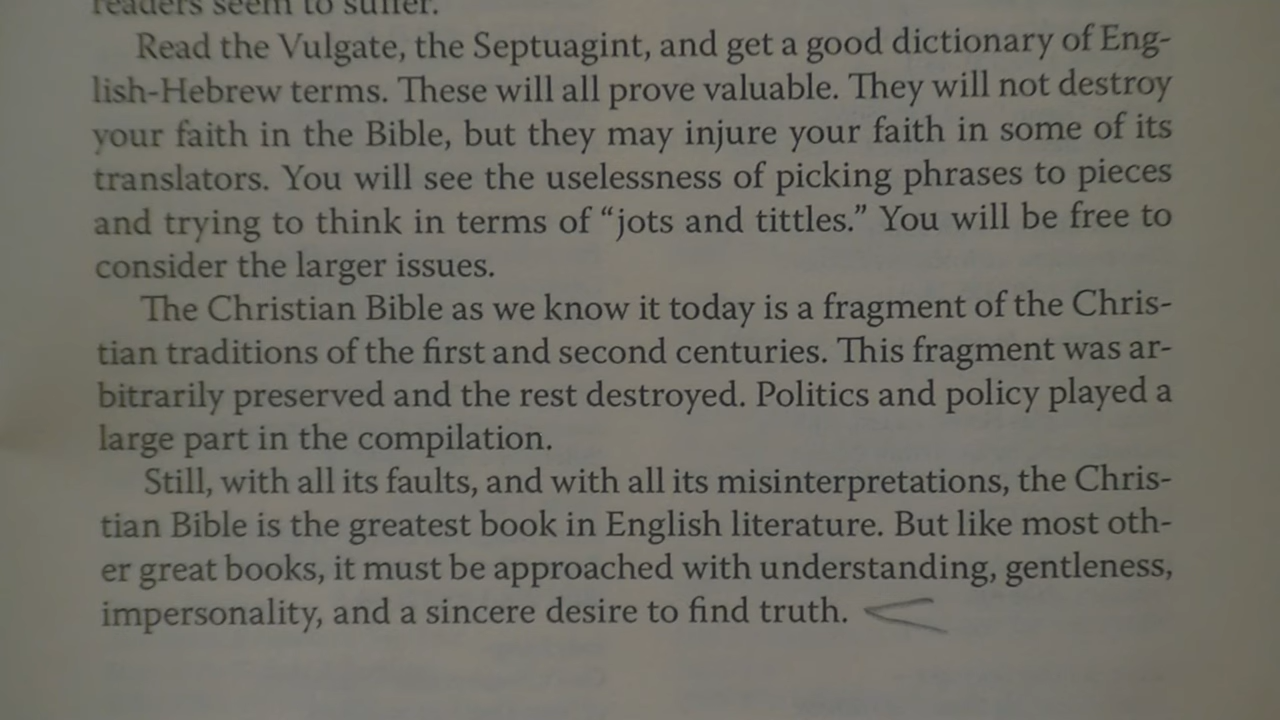 readers seem to suffer.
Read the Vulgate, the Septuagint, and get a good dictionary of Eng-
lish-Hebrew terms. These will all prove valuable. They will not destroy
your faith in the Bible, but they may injure your faith in some of its
translators. You will see the uselessness of picking phrases to pieces
and trying to think in terms of “jots and tittles.” You will be free to
consider the larger issues.
The Christian Bible as we know it today is a fragment of the Chris-
tian traditions of the first and second centuries. This fragment was ar-
bitrarily preserved and the rest destroyed. Politics and policy played a
large part in the compilation.
Still, with all its faults, and with all its misinterpretations, the Chris-
tian Bible is the greatest book in English literature. But like most oth-
er great books, it must be approached with understanding, gentleness,
impersonality, and a sincere desire to find truth.